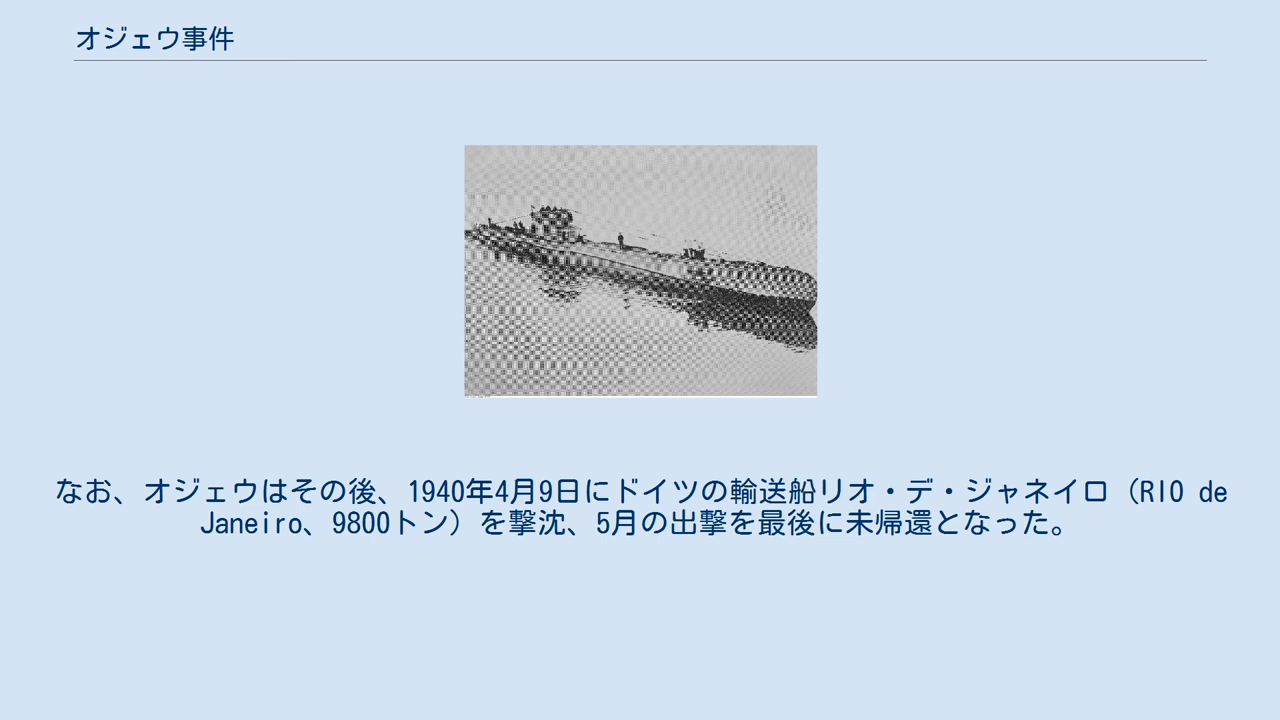 オジェウ事件
なお、オジェウはその後、1940年4月9日にドイツの輸送船リオ・デ・ジャネイロ（RIO de
Janeiro、9800トン）を撃沈、5月の出撃を最後に未帰還となった。